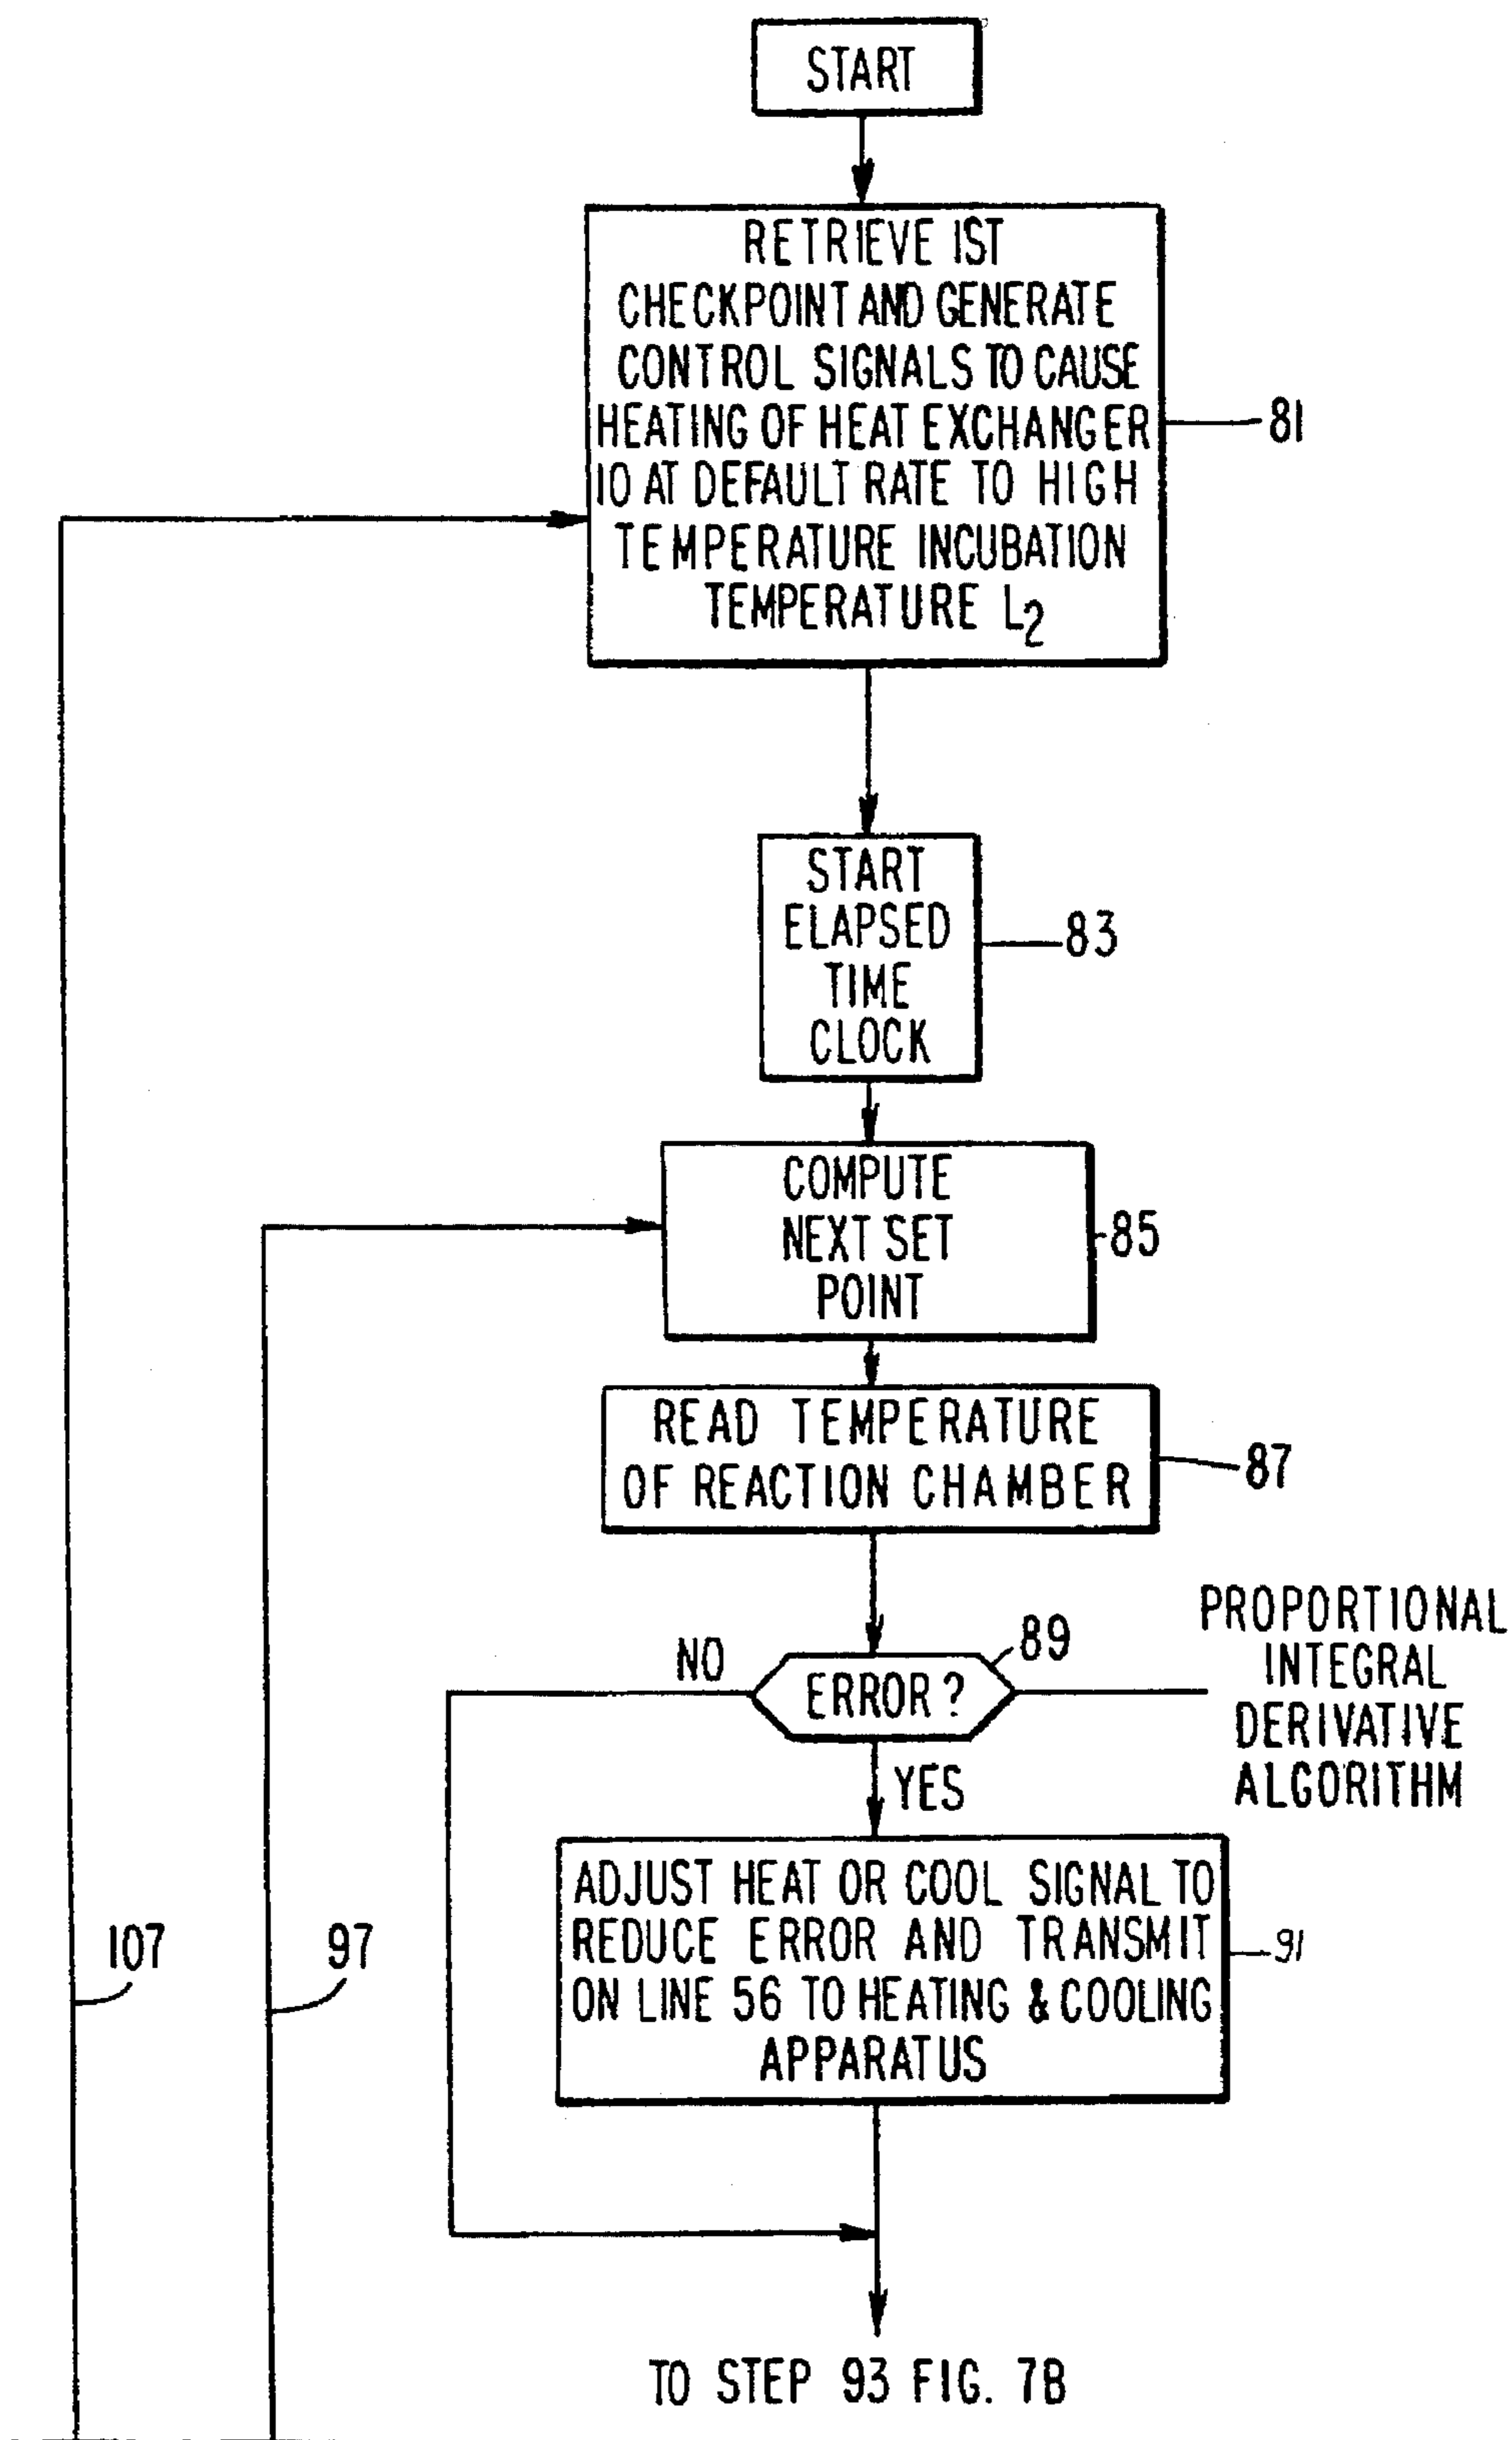 START
RETRIEVE 1ST
CHECKPOINT AND GENERATE
CONTROL SIGNALS TO CAUSE
HEATING OF HEAT EXCHANGER
10 AT DEFAULT RATE TO HIGH
TEMPERATURE INCUBATION
TEMPERATURE L2
81
START
ELAPSED
TIME
CLOCK
83
COMPUTE
NEXT SET
POINT
85
READ TEMPERATURE
OF REACTION CHAMBER
87
NO
ERROR?
89
PROPORTIONAL
INTEGRAL
DERIVATIVE
ALGORITHM
YES
ADJUST HEAT OR COOL SIGNAL TO
REDUCE ERROR AND TRANSMIT
ON LINE 56 TO HEATING & COOLING
APPARATUS
91
107
97
TO STEP 93 FIG. 7B